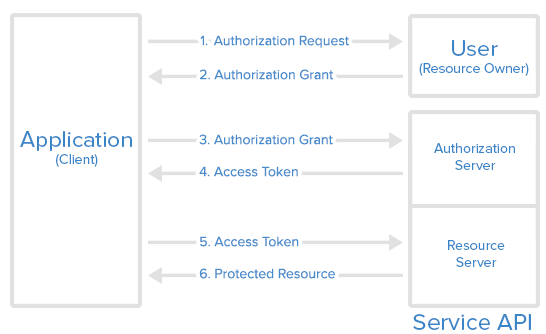 1. Authorization Request
User
(Resource Owner)
2. Authorization Grant
Application
(Client)
3. Authorization Grant
Authorization
Server
4. Access Token
5. Access Token
Resource
Server
6. Protected Resource
Service API